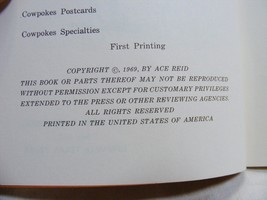 Cowpokes Postcards
Cowpokes Specialties
First Printing
COPYRIGHT ©, 1969, BY ACE REID
THIS BOOK OR PARTS THEREOF MAY NOT BE REPRODUCED
WITHOUT PERMISSION EXCEPT FOR CUSTOMARY PRIVILEGES
EXTENDED TO THE PRESS OR OTHER REVIEWING AGENCIES.
ALL RIGHTS RESERVED
PRINTED IN THE UNITED STATES OF AMERICA